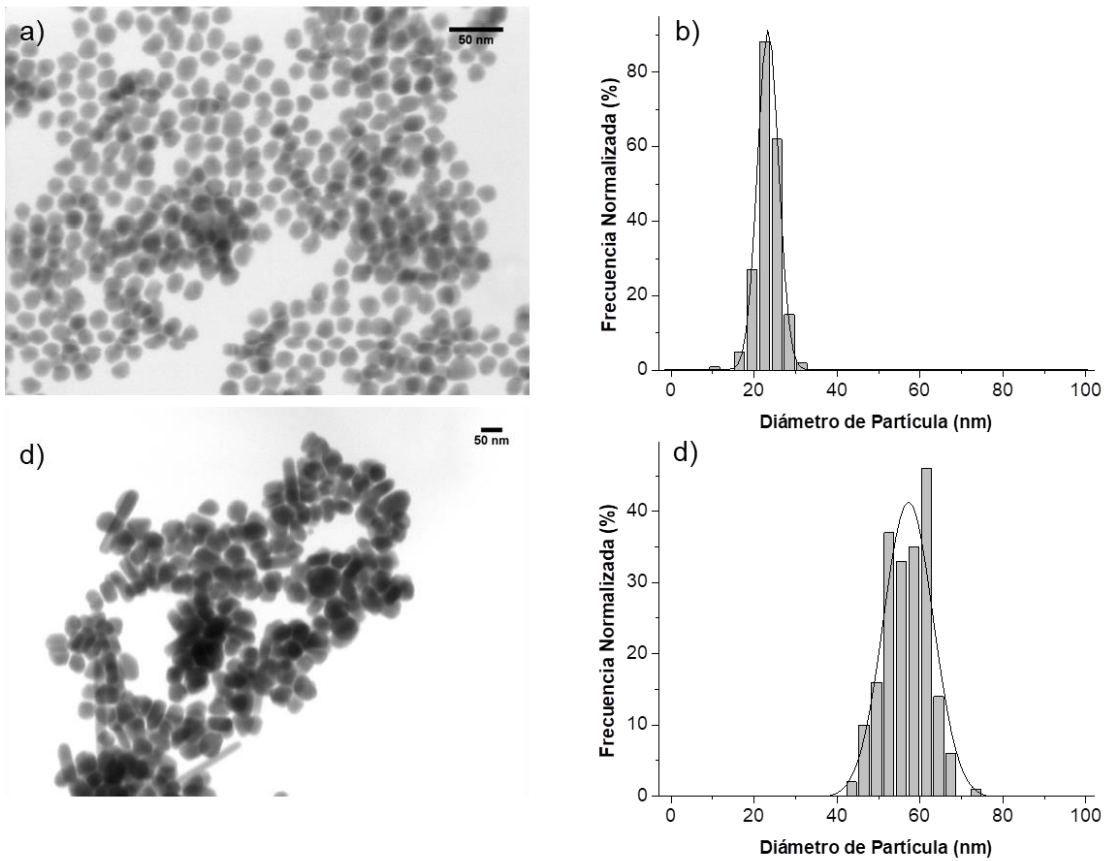 a)
50 nm
b)
Frecuencia Normalizada (%)
80
60
40
20
0
0 20 40 60 80 100
Diámetro de Partícula (nm)
d)
50 nm
d)
Frecuencia Normalizada (%)
40
30
20
10
0
0 20 40 60 80 100
Diámetro de Partícula (nm)